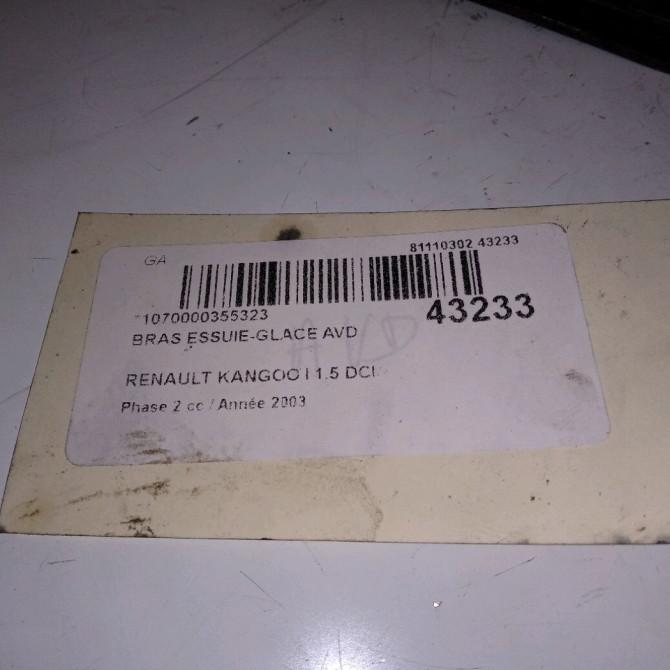 GA
81110302 43233
*1070000355323
43233
BRAS ESSUIE-GLACE AVD
AVD
RENAULT KANGOO I 1.5 DCI
Phase 2 cc / Année 2003